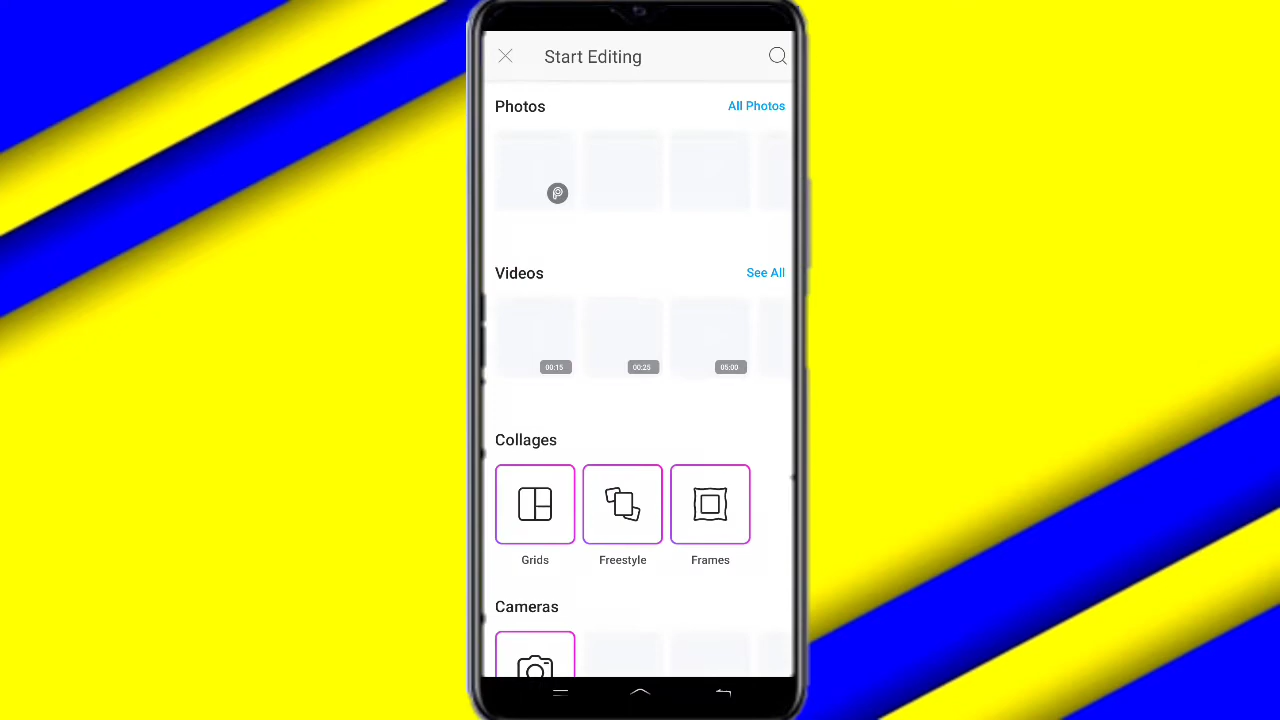 Start Editing
Photos
All Photos
Videos
See All
00:15
00:25
05:00
Collages
Grids
Freestyle
Frames
Cameras